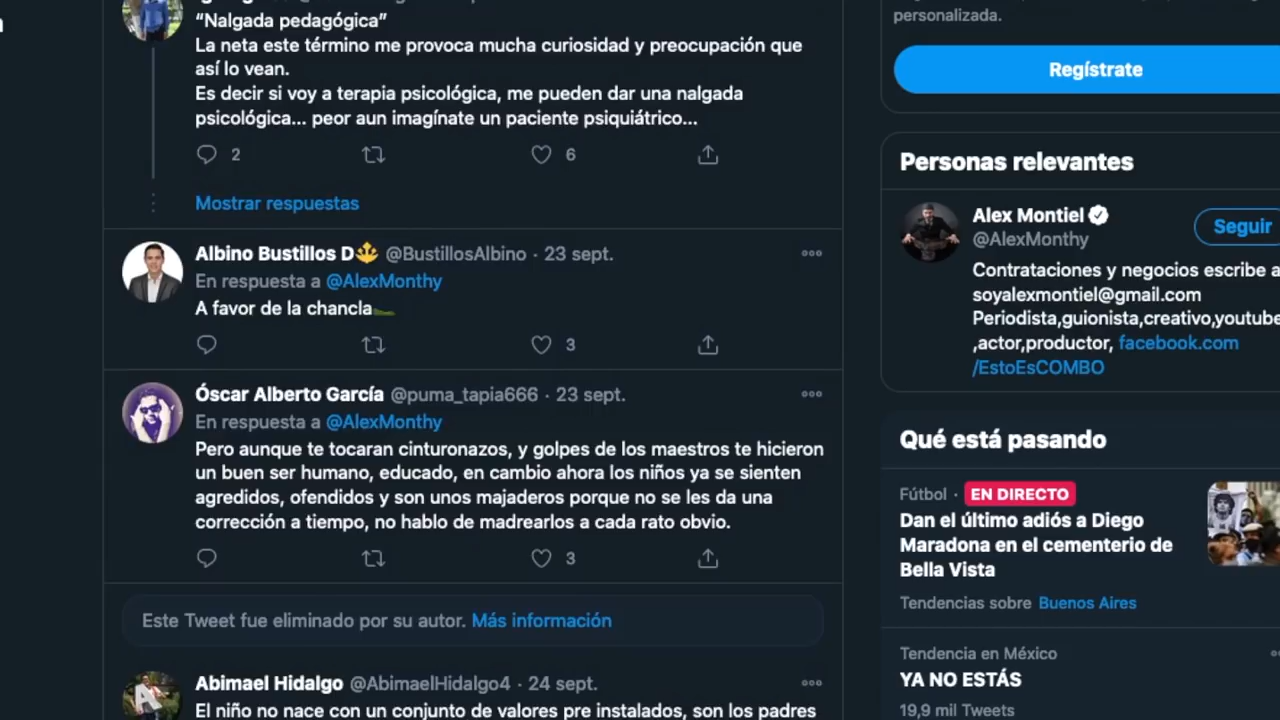 “Nalgada pedagógica”
La neta este término me provoca mucha curiosidad y preocupación que
así lo vean.
Es decir si voy a terapia psicológica, me pueden dar una nalgada
psicológica... peor aun imagínate un paciente psiquiátrico...
2
6
Mostrar respuestas
Albino Bustillos D @BustillosAlbino · 23 sept.
En respuesta a @AlexMonthy
A favor de la chancla
3
Óscar Alberto García @puma_tapia666 · 23 sept.
En respuesta a @AlexMonthy
Pero aunque te tocaran cinturonazos, y golpes de los maestros te hicieron
un buen ser humano, educado, en cambio ahora los niños ya se sienten
agredidos, ofendidos y son unos majaderos porque no se les da una
corrección a tiempo, no hablo de madrearlos a cada rato obvio.
3
Este Tweet fue eliminado por su autor. Más información
Abimael Hidalgo @AbimaelHidalgo4 · 24 sept.
El niño no nace con un conjunto de valores pre instalados, son los padres
personalizada.
Regístrate
Personas relevantes
Alex Montiel
@AlexMonthy
Seguir
Contrataciones y negocios escribe a
soyalexmontiel@gmail.com
Periodista,guionista,creativo,youtube
,actor,productor, facebook.com
/EstoEsCOMBO
Qué está pasando
Fútbol · EN DIRECTO
Dan el último adiós a Diego
Maradona en el cementerio de
Bella Vista
Tendencias sobre Buenos Aires
Tendencia en México
YA NO ESTÁS
19,9 mil Tweets